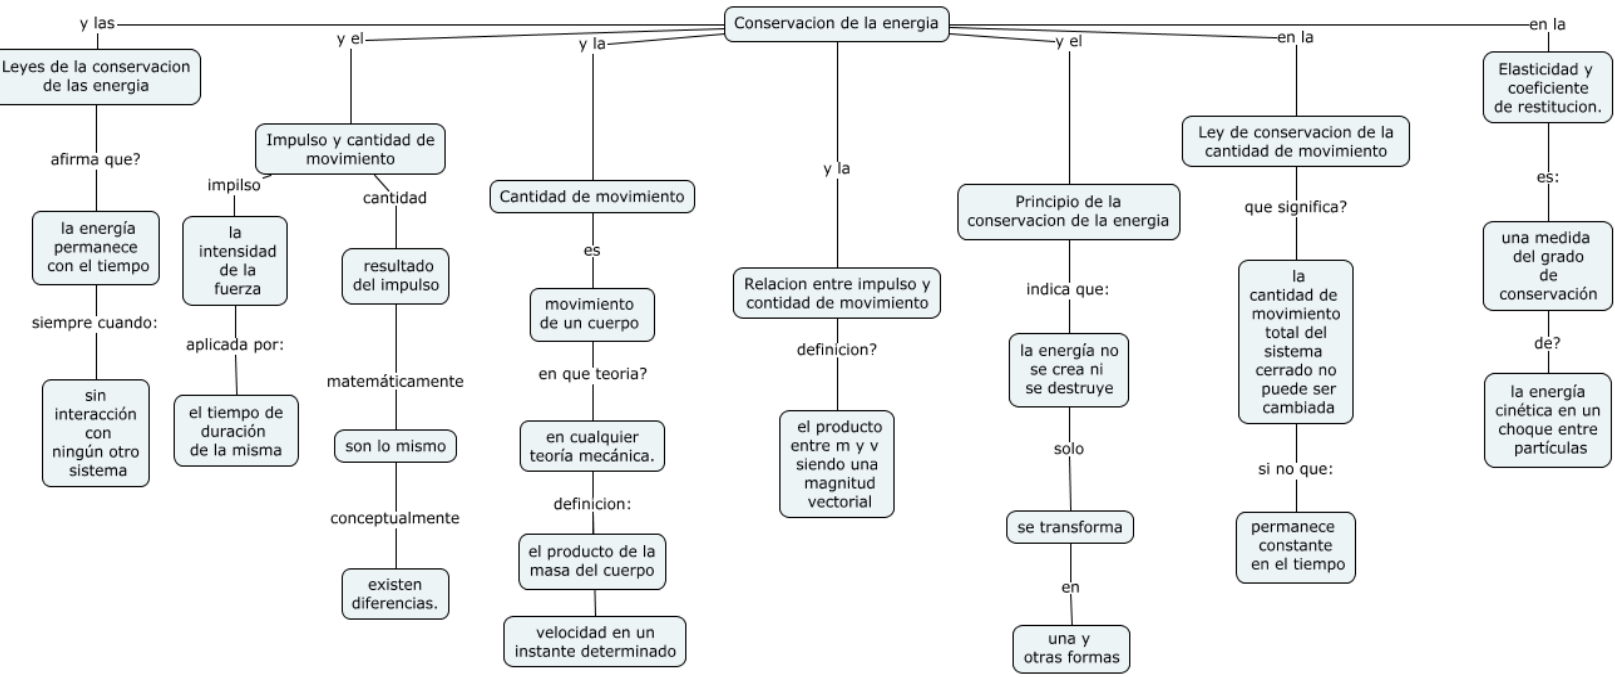 Conservacion de la energia
y las
Leyes de la conservacion
de las energia
afirma que?
la energía
permanece
con el tiempo
siempre cuando:
sin
interacción
con
ningún otro
sistema
y el
Impulso y cantidad de
movimiento
impilso
la
intensidad
de la
fuerza
aplicada por:
el tiempo de
duración
de la misma
cantidad
resultado
del impulso
matemáticamente
son lo mismo
conceptualmente
existen
diferencias.
y la
Cantidad de movimiento
es
movimiento
de un cuerpo
en que teoria?
en cualquier
teoría mecánica.
definicion:
el producto de la
masa del cuerpo
velocidad en un
instante determinado
y la
Relacion entre impulso y
contidad de movimiento
definicion?
el producto
entre m y v
siendo una
magnitud
vectorial
y el
Principio de la
conservacion de la energia
indica que:
la energía no
se crea ni
se destruye
solo
se transforma
en
una y
otras formas
en la
Ley de conservacion de la
cantidad de movimiento
que significa?
la
cantidad de
movimiento
total del
sistema
cerrado no
puede ser
cambiada
si no que:
permanece
constante
en el tiempo
en la
Elasticidad y
coeficiente
de restitucion.
es:
una medida
del grado
de
conservación
de?
la energía
cinética en un
choque entre
partículas